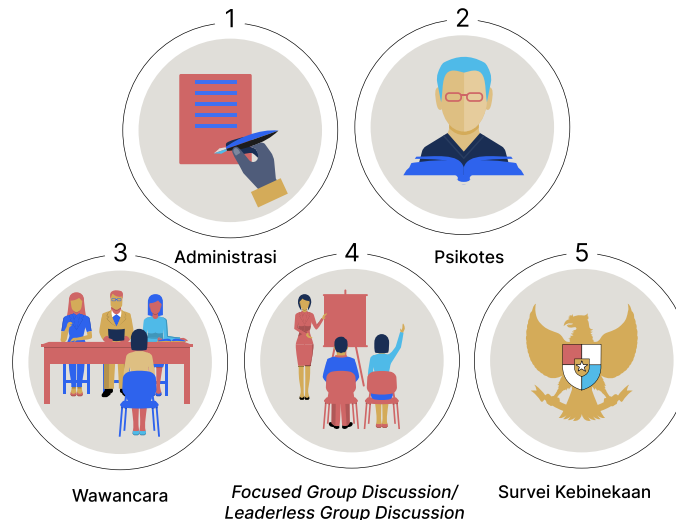 1
2
Administrasi
Psikotes
3
4
5
Wawancara
Focused Group Discussion/
Leaderless Group Discussion
Survei Kebinekaan